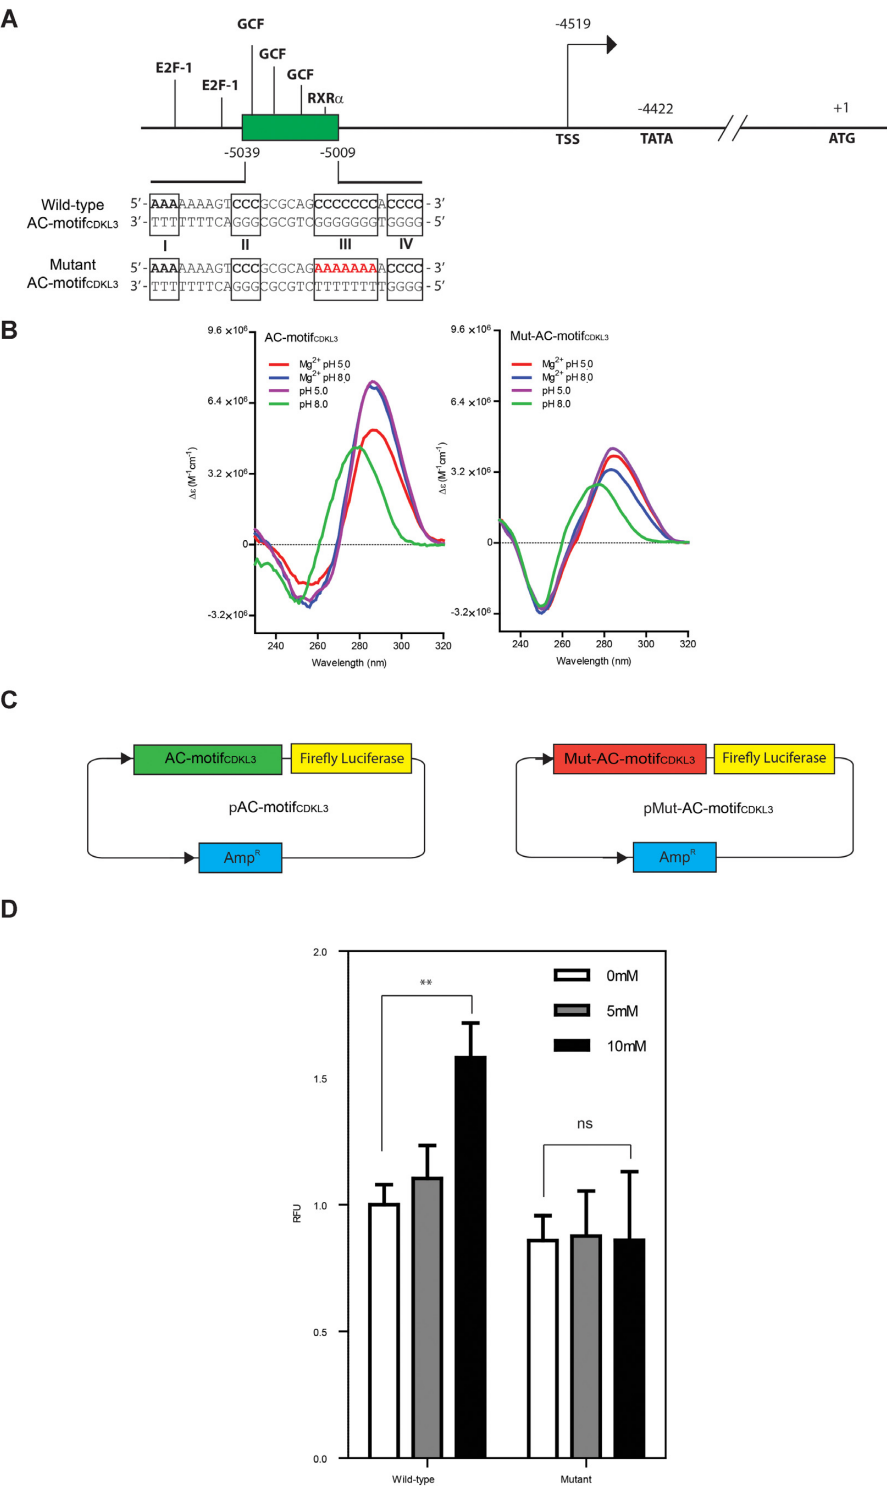 A
-4519
GCF
GCF
E2F-1
GCF
E2F-1
RXRα
-4422
+1
TSS
TATA
ATG
-5039
-5009
Wild-type
AC-motifCDKL3
5′- AAAAAAAGTCCCGCGCAGCCCCCCCACCCC - 3′
3′- TTTTTTTCAGGGCGCGTCGGGGGGGTGGGG - 5′
I II III IV
Mutant
AC-motifCDKL3
5′- AAAAAAAGTCCCGCGCAGAAAAAAAACCCC - 3′
3′- TTTTTTTCAGGGCGCGTCTTTTTTTTGGGG - 5′
B
AC-motifCDKL3
Mg2+ pH 5.0
Mg2+ pH 8.0
pH 5.0
pH 8.0
9.6 ×10⁶
6.4 ×10⁶
3.2 ×10⁶
0
-3.2×10⁶
Δε (M⁻¹cm⁻¹)
240 260 280 300 320
Wavelength (nm)
Mut-AC-motifCDKL3
Mg2+ pH 5.0
Mg2+ pH 8.0
pH 5.0
pH 8.0
9.6 ×10⁶
6.4 ×10⁶
3.2 ×10⁶
0
-3.2×10⁶
Δε (M⁻¹cm⁻¹)
240 260 280 300 320
Wavelength (nm)
C
AC-motifCDKL3 Firefly Luciferase
pAC-motifCDKL3
AmpR
Mut-AC-motifCDKL3 Firefly Luciferase
pMut-AC-motifCDKL3
AmpR
D
2.0
1.5
1.0
0.5
0.0
RFU
**
ns
0mM
5mM
10mM
Wild-type
Mutant